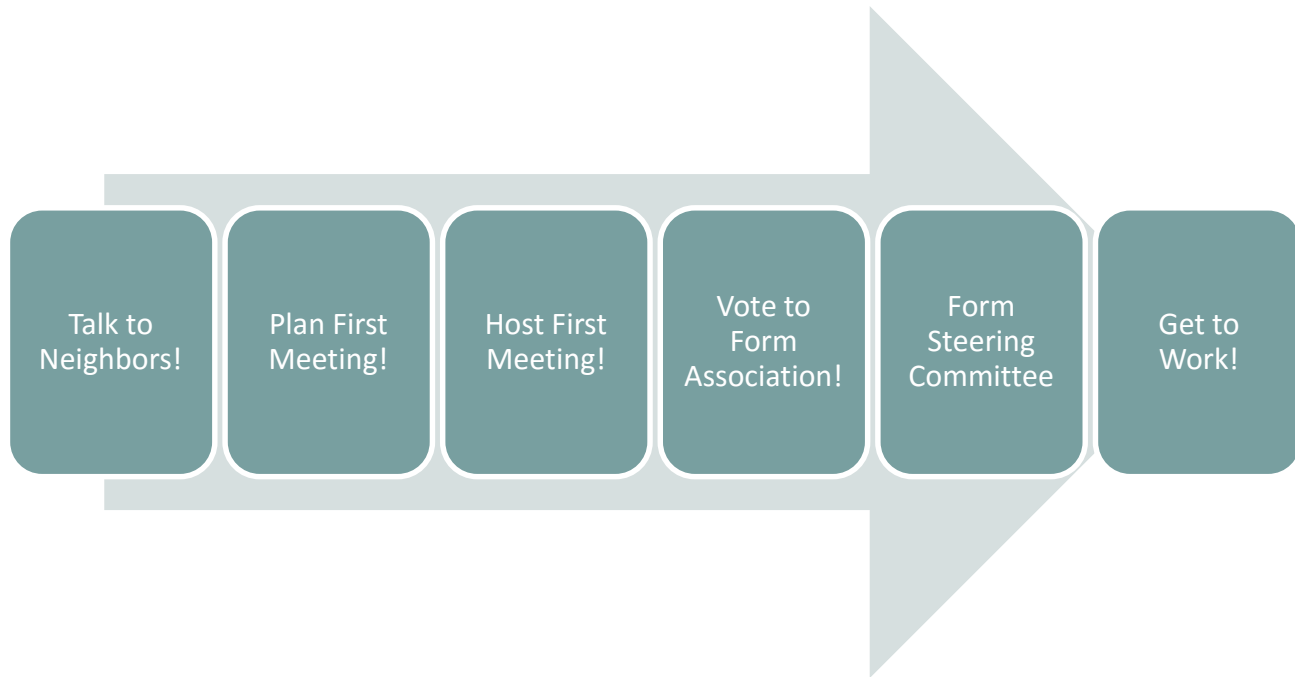 Talk to
Neighbors!
Plan First
Meeting!
Host First
Meeting!
Vote to
Form
Association!
Form
Steering
Committee
Get to
Work!